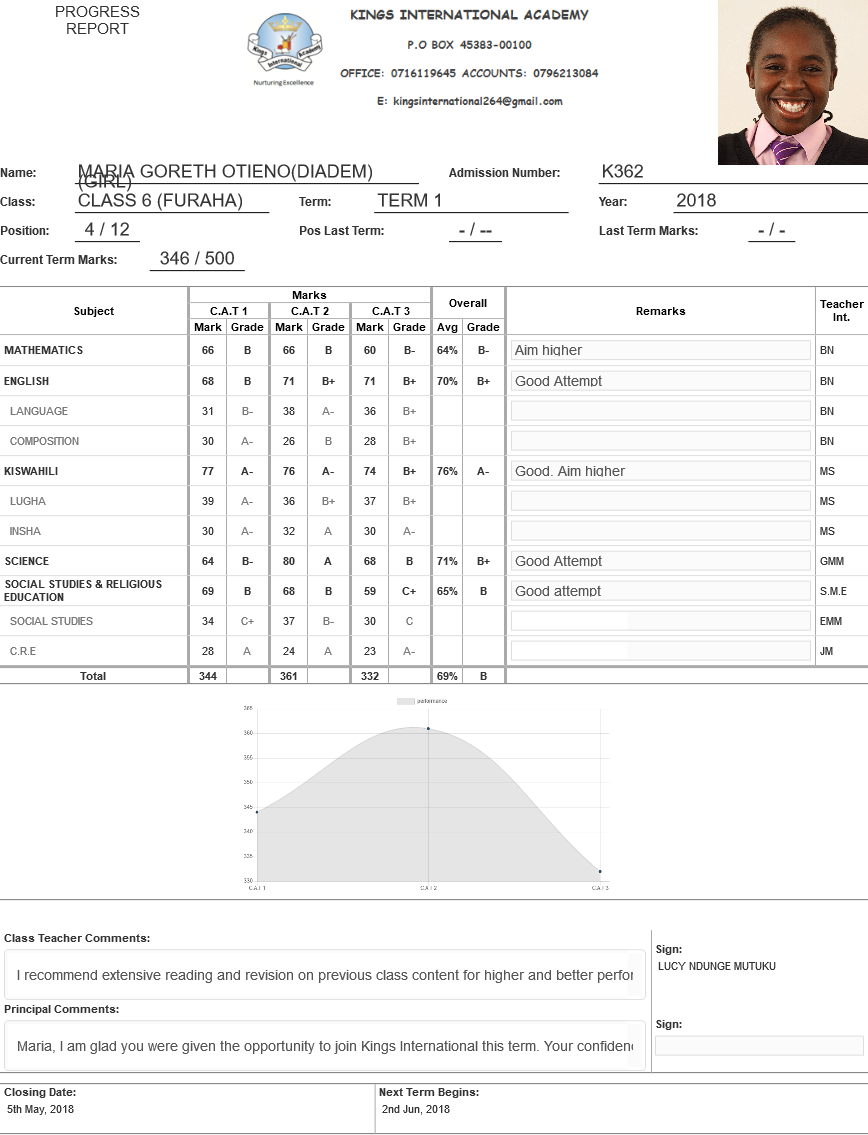 PROGRESS
REPORT
KINGS INTERNATIONAL ACADEMY
P.O BOX 45383-00100
OFFICE: 0716119645 ACCOUNTS: 0796213084
E: kingsinternational264@gmail.com
Kings International Academy
Nurturing Excellence
Name: MARIA GORETH OTIENO(DIADEM) Admission Number: K362
(GIRL)
Class: CLASS 6 (FURAHA) Term: TERM 1 Year: 2018
Position: 4 / 12 Pos Last Term: - / -- Last Term Marks: - / -
Current Term Marks: 346 / 500
Subject Marks Overall Remarks Teacher Int.
C.A.T 1 C.A.T 2 C.A.T 3
Mark Grade Mark Grade Mark Grade Avg Grade
MATHEMATICS 66 B 66 B 60 B- 64% B- Aim higher BN
ENGLISH 68 B 71 B+ 71 B+ 70% B+ Good Attempt BN
LANGUAGE 31 B- 38 A- 36 B+ BN
COMPOSITION 30 A- 26 B 28 B+ BN
KISWAHILI 77 A- 76 A- 74 B+ 76% A- Good. Aim higher MS
LUGHA 39 A- 36 B+ 37 B+ MS
INSHA 30 A- 32 A 30 A- MS
SCIENCE 64 B- 80 A 68 B 71% B+ Good Attempt GMM
SOCIAL STUDIES & RELIGIOUS
EDUCATION 69 B 68 B 59 C+ 65% B Good attempt S.M.E
SOCIAL STUDIES 34 C+ 37 B- 30 C EMM
C.R.E 28 A 24 A 23 A- JM
Total 344 361 332 69% B
performance
365
360
355
350
345
340
335
330
C.A.T 1 C.A.T 2 C.A.T 3
Class Teacher Comments:
I recommend extensive reading and revision on previous class content for higher and better perfor
Sign:
LUCY NDUNGE MUTUKU
Principal Comments:
Maria, I am glad you were given the opportunity to join Kings International this term. Your confidenc
Sign:
Closing Date: Next Term Begins:
5th May, 2018 2nd Jun, 2018